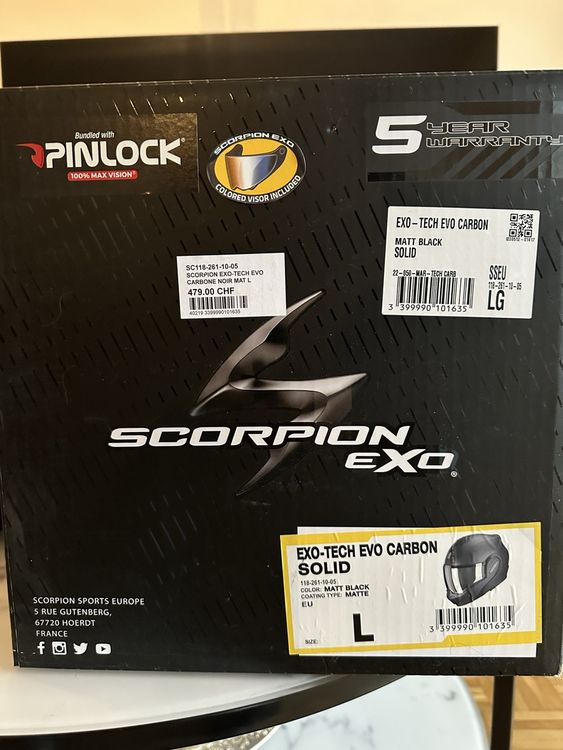 Bundled with
PINLOCK®
100% MAX VISION®
SCORPION EXO
COLORED VISOR INCLUDED
5 YEAR
WARRANTY
EXO-TECH EVO CARBON
MATT BLACK
SOLID
22-050-MAR-TECH CARB
SSEU
118-261-10-05
LG
3 399990 101635
SC118-261-10-05
SCORPION EXO-TECH EVO
CARBONE NOIR MAT L
479.00 CHF
40219 3399990101635
SCORPION
EXO®
EXO-TECH EVO CARBON
SOLID
118-261-10-05
COLOR: MATT BLACK
COATING TYPE: MATTE
EU
SIZE: L
3 399990 101635
SCORPION SPORTS EUROPE
5 RUE GUTENBERG,
67720 HOERDT
FRANCE